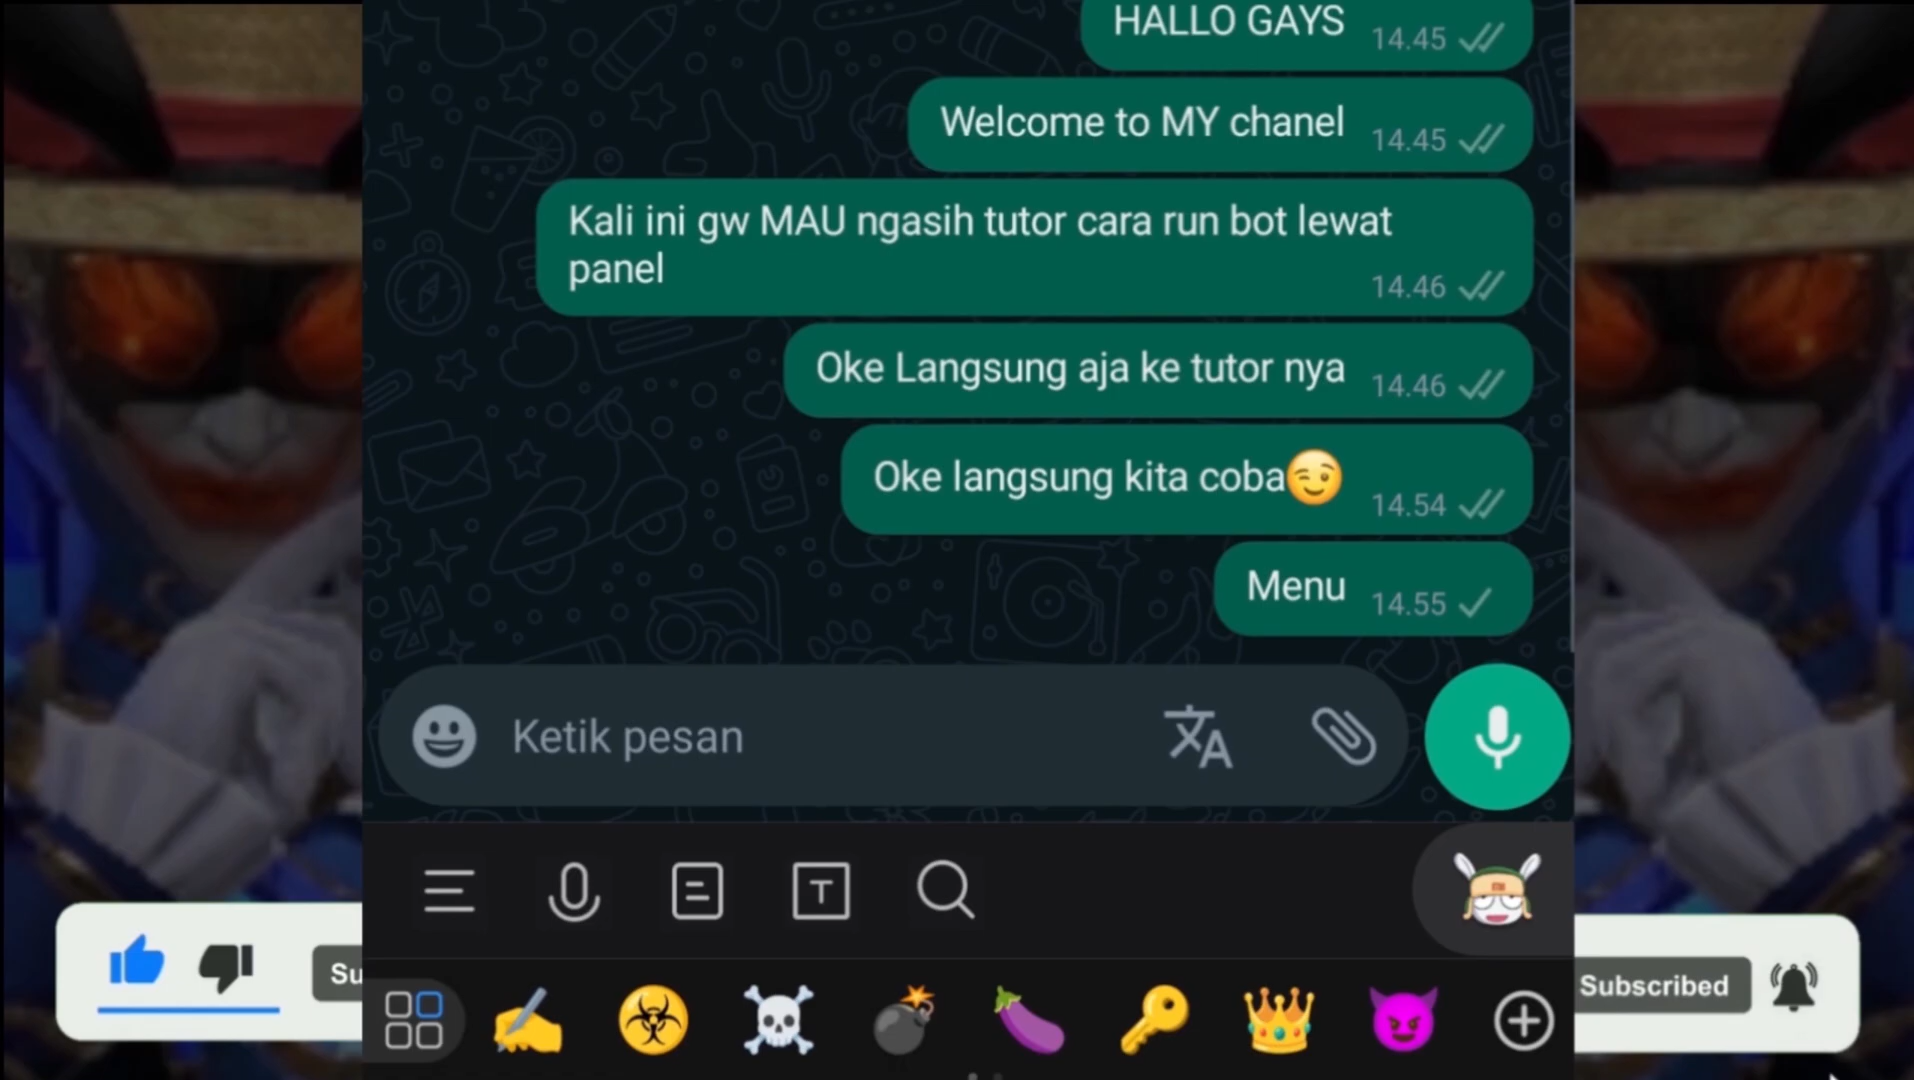 HALLO GAYS 14.45
Welcome to MY chanel 14.45
Kali ini gw MAU ngasih tutor cara run bot lewat
panel 14.46
Oke Langsung aja ke tutor nya 14.46
Oke langsung kita coba😉 14.54
Menu 14.55
Ketik pesan
Su
Subscribed